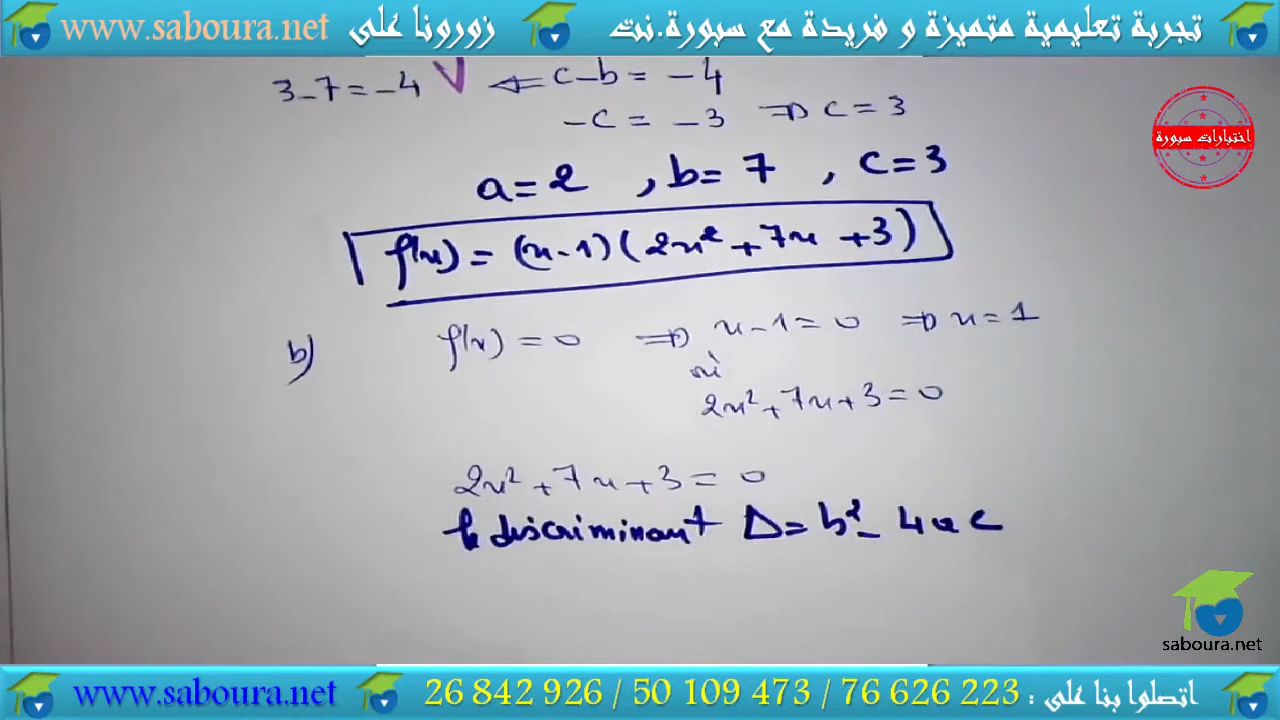 www.saboura.net زورونا على تجربة تعليمية متميزة و فريدة مع سبورة.نت
3-7=-4 V ⇐ c-b = -4
-c = -3 ⇒ c = 3
اختبارات سبورة
a=2 , b=7 , c=3
f(x) = (x-1)(2x²+7x+3)
b) f(x) = 0 ⇒ x-1=0 ⇒ x=1
où
2x²+7x+3=0
2x²+7x+3=0
le discriminant Δ= b²-4ac
saboura.net
www.saboura.net 26 842 926 / 50 109 473 / 76 626 223 : اتصلوا بنا على